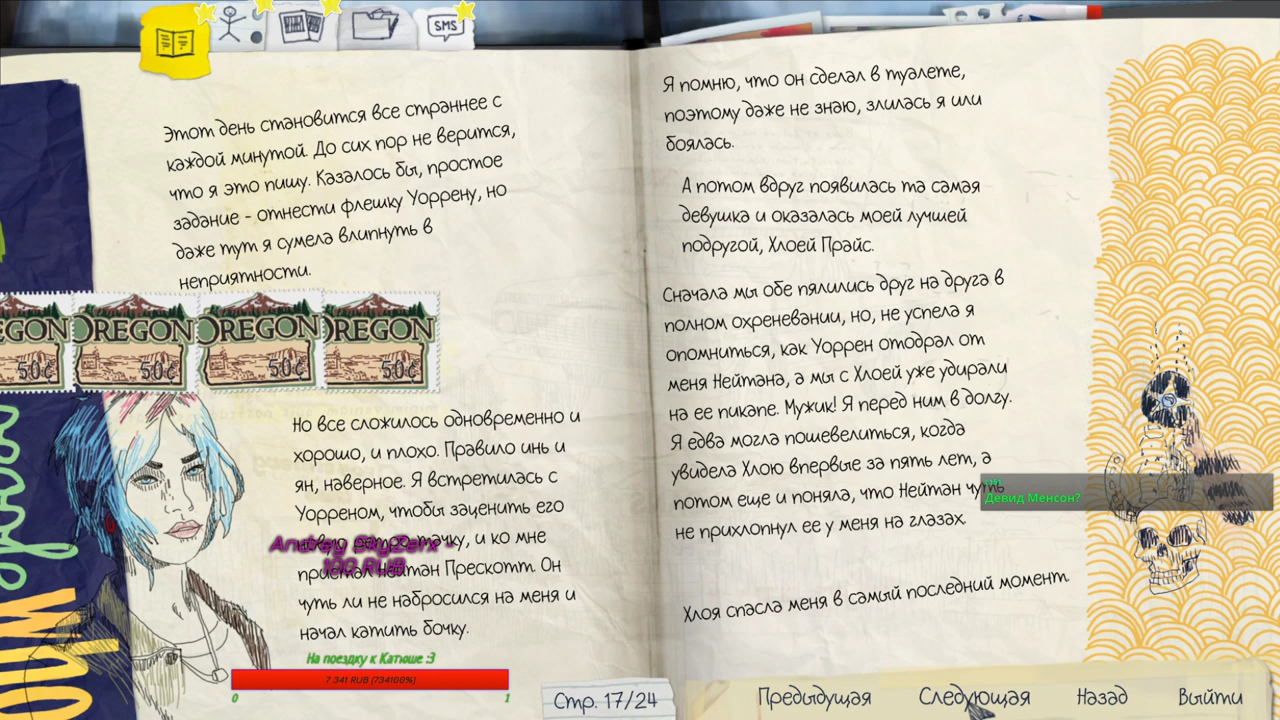 SMS
Этот день становится все страннее с
каждой минутой. До сих пор не верится,
что я это пишу. Казалось бы, простое
задание - отнести флешку Уоррену, но
даже тут я сумела влипнуть в
неприятности.
EGON OREGON OREGON OREGON
50¢ 50¢ 50¢ 50¢
Но все сложилось одновременно и
хорошо, и плохо. Правило инь и
ян, наверное. Я встретилась с
Уорреном, чтобы заценить его
новую ретро-тачку, и ко мне
пристал Нейтан Прескотт. Он
чуть ли не набросился на меня и
начал катить бочку.
Andrey SkyZerx -
100 RUB
На поездку к Катюше :3
7 341 RUB (734100%)
0 1
Стр. 17/24
Я помню, что он сделал в туалете,
поэтому даже не знаю, злилась я или
боялась.
А потом вдруг появилась та самая
девушка и оказалась моей лучшей
подругой, Хлоей Прайс.
Сначала мы обе пялились друг на друга в
полном охреневании, но, не успела я
опомниться, как Уоррен отодрал от
меня Нейтана, а мы с Хлоей уже удирали
на ее пикапе. Мужик! Я перед ним в долгу.
Я едва могла пошевелиться, когда
увидела Хлою впервые за пять лет, а
потом еще и поняла, что Нейтан чуть
не прихлопнул ее у меня на глазах.
Девид Менсон?
Хлоя спасла меня в самый последний момент.
Предыдущая Следующая Назад Выйти